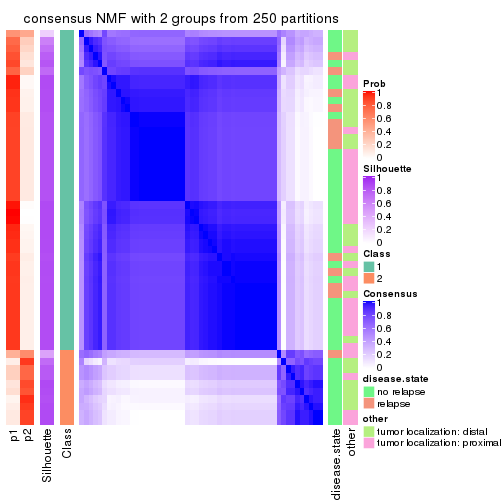 consensus NMF with 2 groups from 250 partitions
Prob
1
0.8
0.6
0.4
0.2
0
Silhouette
1
0.8
0.6
0.4
0.2
0
Class
1
2
Consensus
1
0.8
0.6
0.4
0.2
0
disease.state
no relapse
relapse
other
tumor localization: distal
tumor localization: proximal
p1
p2
Silhouette
Class
disease.state
other